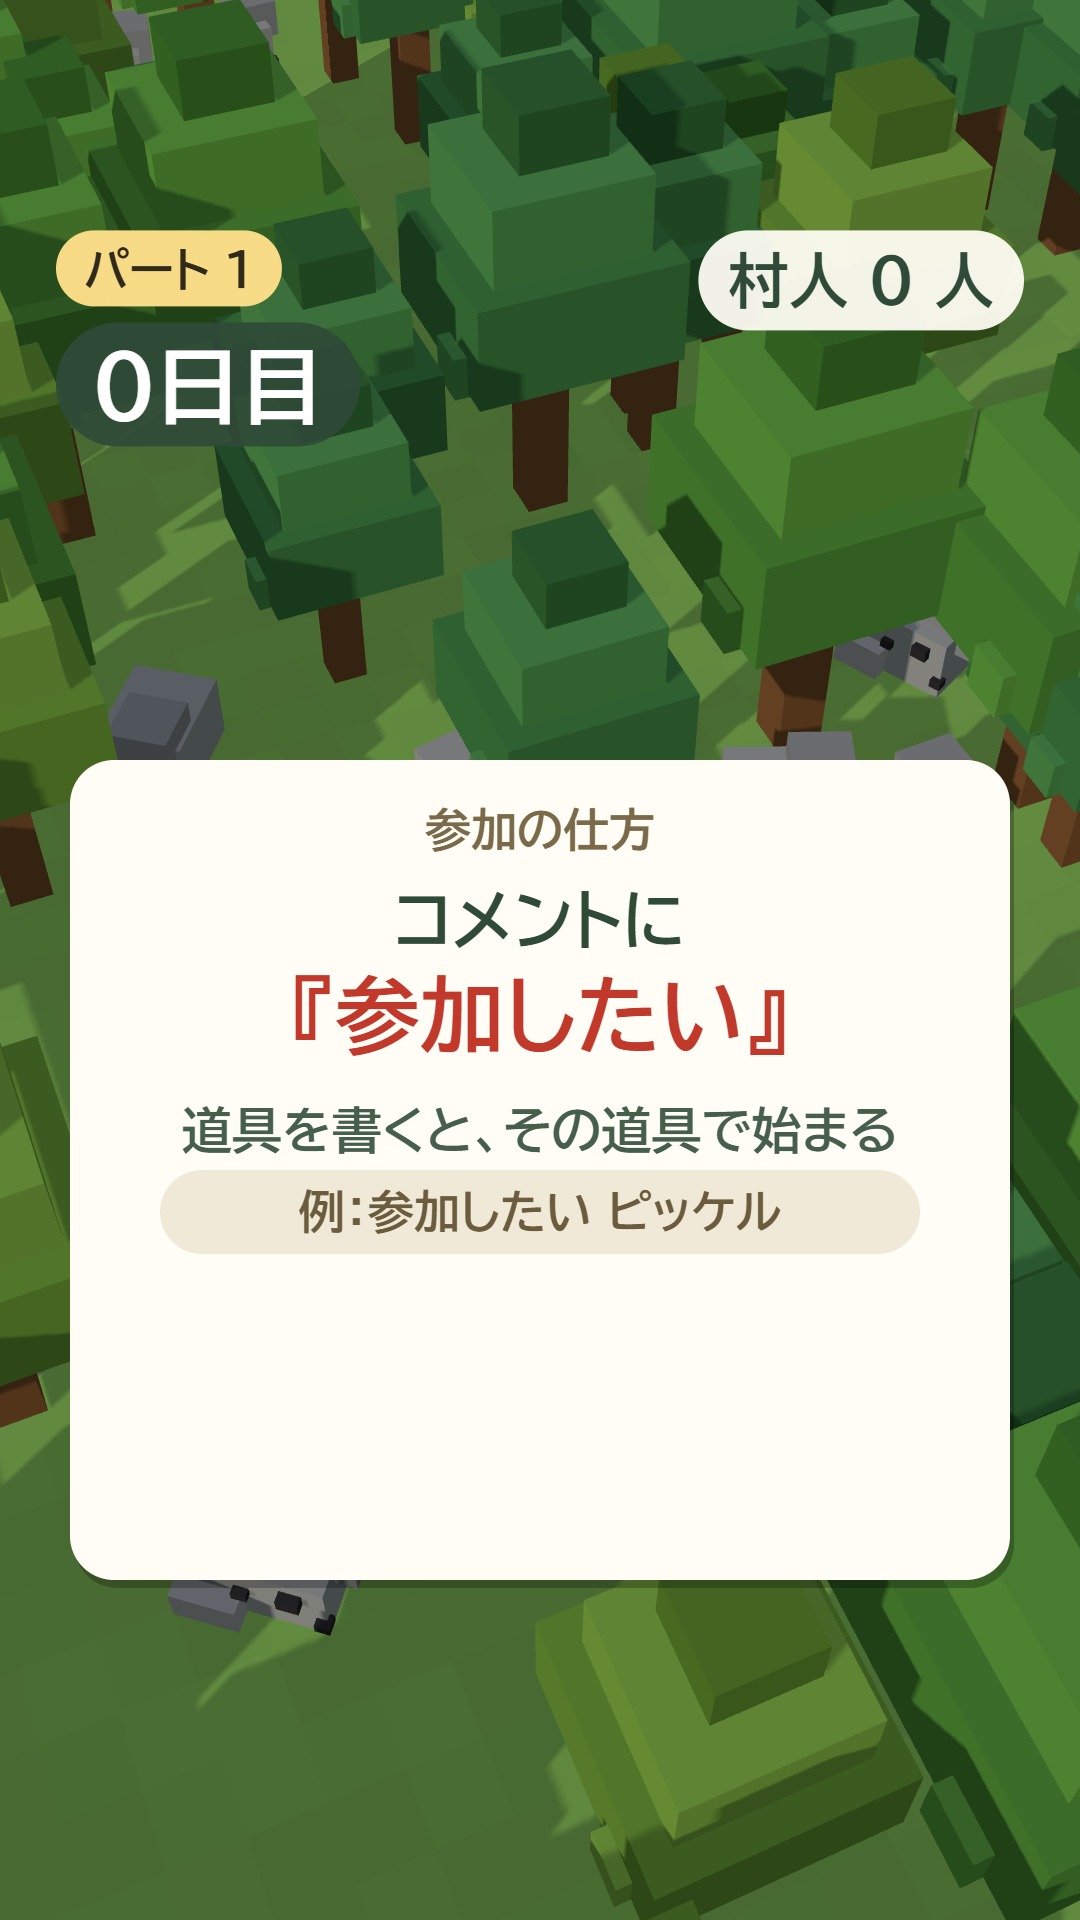 パート 1
村人 0 人
0日目
参加の仕方
コメントに
『参加したい』
道具を書くと、その道具で始まる
例：参加したい ピッケル